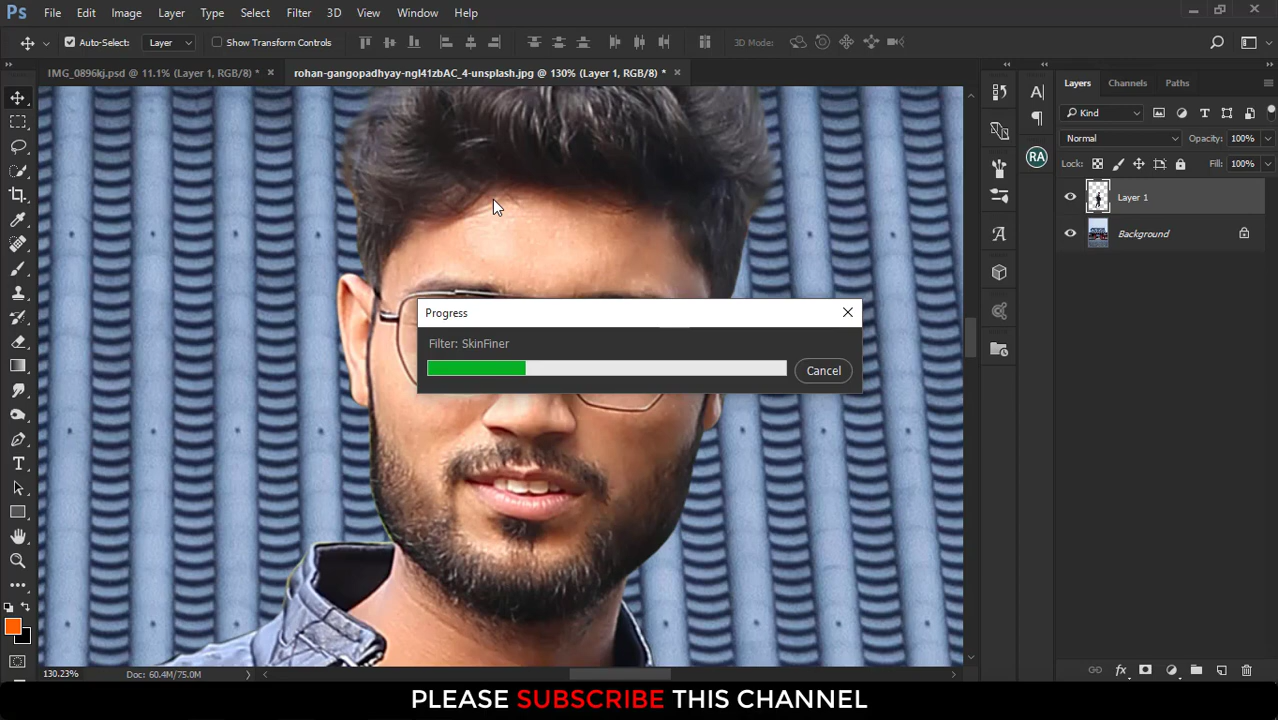 Ps File Edit Image Layer Type Select Filter 3D View Window Help
Auto-Select: Layer Show Transform Controls 3D Mode:
IMG_0896kj.psd @ 11.1% (Layer 1, RGB/8) * × rohan-gangopadhyay-ngl41zbAC_4-unsplash.jpg @ 130% (Layer 1, RGB/8) * ×
Layers Channels Paths
Kind
Normal Opacity: 100%
Lock: Fill: 100%
RA
Layer 1
Background
Progress
Filter: SkinFiner
Cancel
130.23% Doc: 60.4M/75.0M
fx
PLEASE SUBSCRIBE THIS CHANNEL